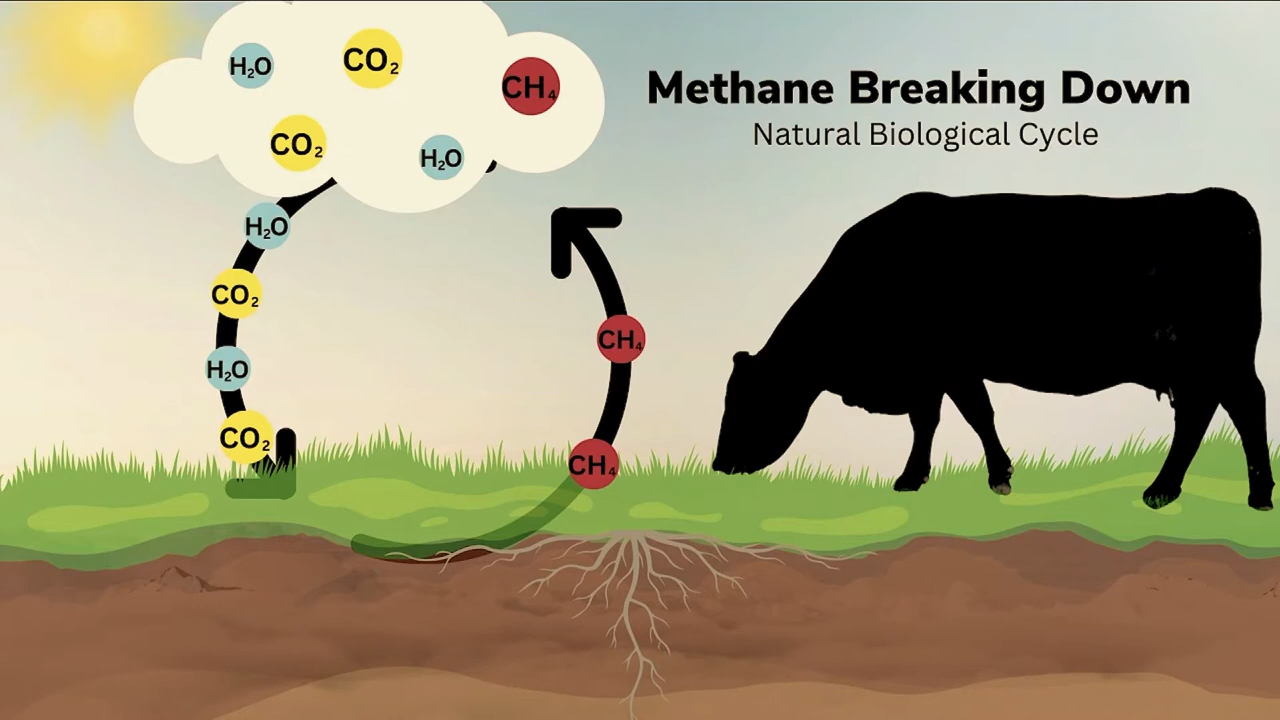 Methane Breaking Down
Natural Biological Cycle
H₂O
CO₂
CH₄
CO₂
H₂O
H₂O
CO₂
H₂O
CO₂
CH₄
CH₄